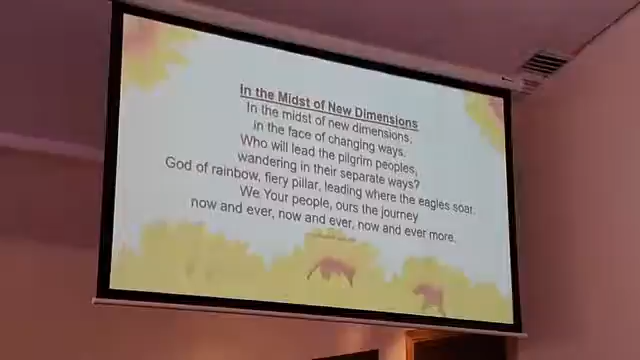 In the Midst of New Dimensions
In the midst of new dimensions,
in the face of changing ways.
Who will lead the pilgrim peoples,
wandering in their separate ways?
God of rainbow, fiery pillar, leading where the eagles soar.
We Your people, ours the journey
now and ever, now and ever, now and ever more.